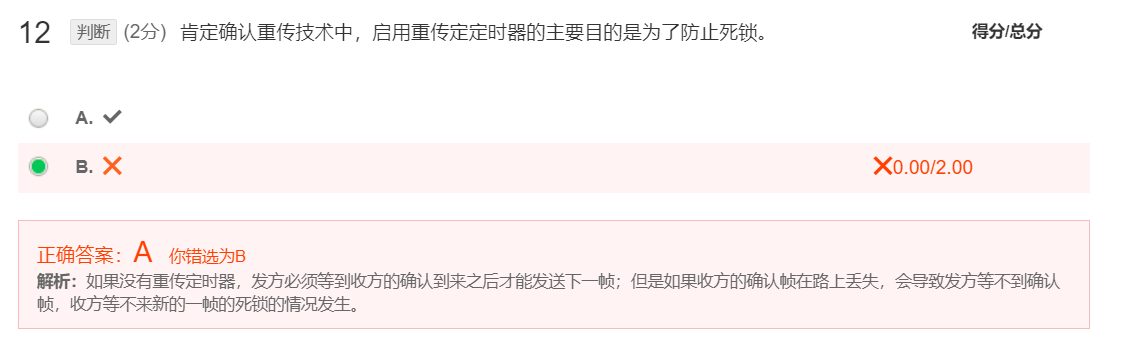 12 判断 (2分) 肯定确认重传技术中，启用重传定定时器的主要目的是为了防止死锁。 得分/总分
A. ✓
B. ✕ ✕0.00/2.00
正确答案：A 你错选为B
解析：如果没有重传定时器，发方必须等到收方的确认到来之后才能发送下一帧；但是如果收方的确认帧在路上丢失，会导致发方等不到确认
帧，收方等不来新的一帧的死锁的情况发生。